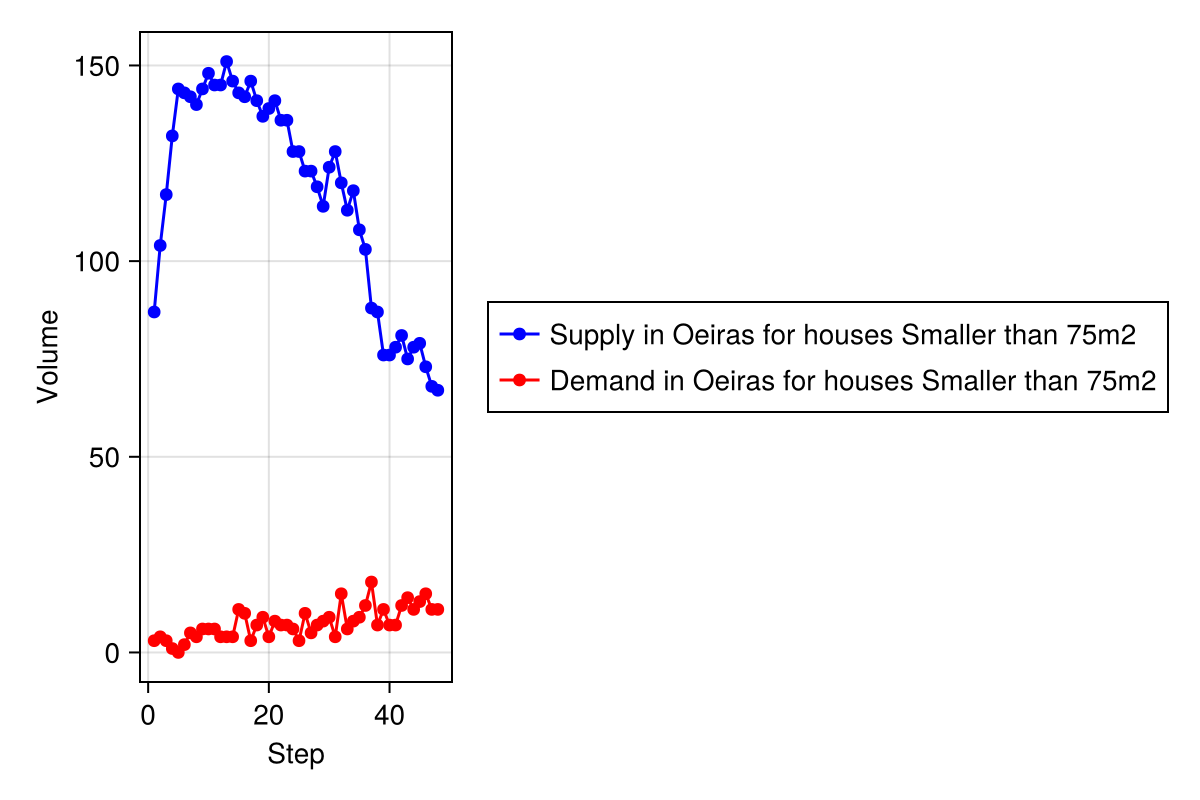 150
100
50
0
Volume
0 20 40
Step
Supply in Oeiras for houses Smaller than 75m2
Demand in Oeiras for houses Smaller than 75m2